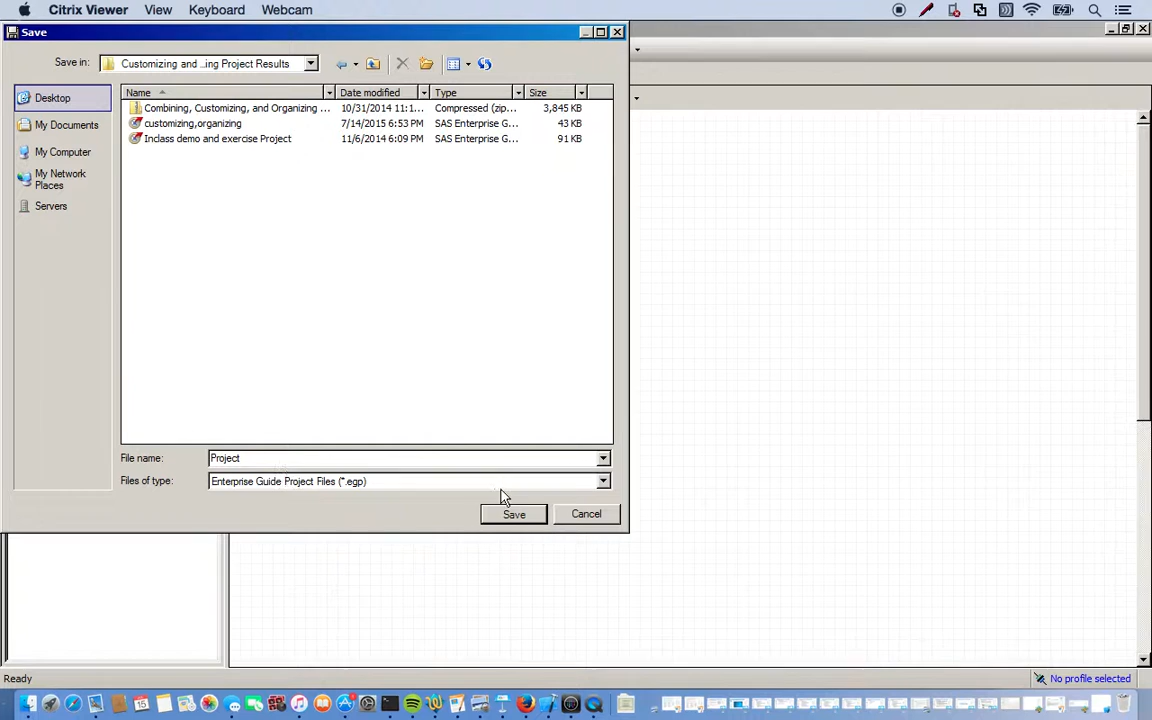 Citrix Viewer View Keyboard Webcam
Save
Save in: Customizing and ..ing Project Results
Name Date modified Type Size
Desktop
My Documents
My Computer
My Network
Places
Servers
Combining, Customizing, and Organizing ... 10/31/2014 11:1... Compressed (zip... 3,845 KB
customizing,organizing 7/14/2015 6:53 PM SAS Enterprise G... 43 KB
Inclass demo and exercise Project 11/6/2014 6:09 PM SAS Enterprise G... 91 KB
File name: Project
Files of type: Enterprise Guide Project Files (*.egp)
Save Cancel
Ready No profile selected